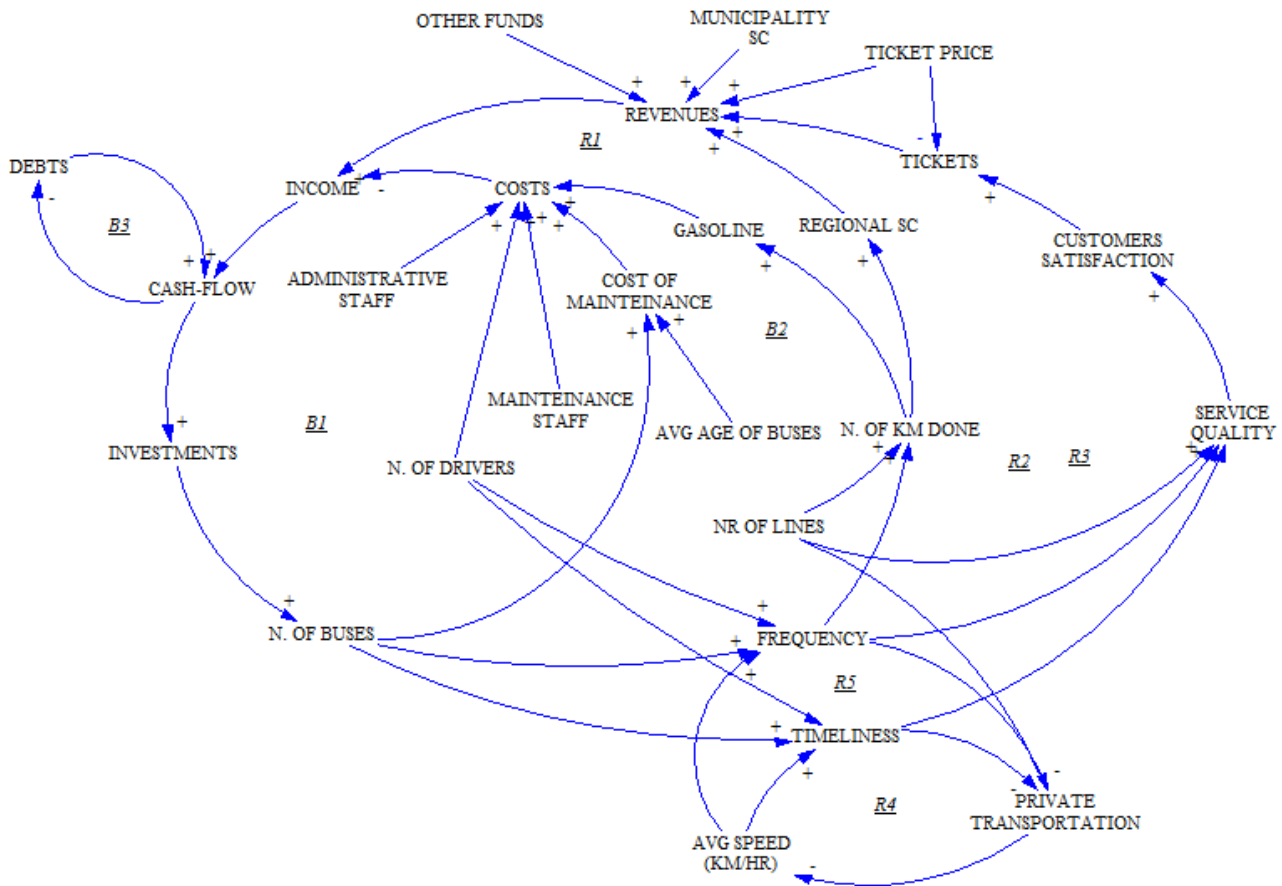 OTHER FUNDS
MUNICIPALITY
SC
TICKET PRICE
+
+
+
REVENUES
+
+
-
R1
TICKETS
+
DEBTS
-
B3
INCOME
+
-
COSTS
+
+
+
+
+
+
GASOLINE
+
REGIONAL SC
+
CUSTOMERS
SATISFACTION
+
+
+
CASH-FLOW
ADMINISTRATIVE
STAFF
COST OF
MAINTEINANCE
+
+
B2
MAINTEINANCE
STAFF
B1
+
INVESTMENTS
N. OF DRIVERS
AVG AGE OF BUSES
N. OF KM DONE
+
+
SERVICE
QUALITY
+
+
R2
R3
NR OF LINES
+
N. OF BUSES
+
+
+
FREQUENCY
R5
+
TIMELINESS
+
-
-
R4
PRIVATE
TRANSPORTATION
AVG SPEED
(KM/HR)
-